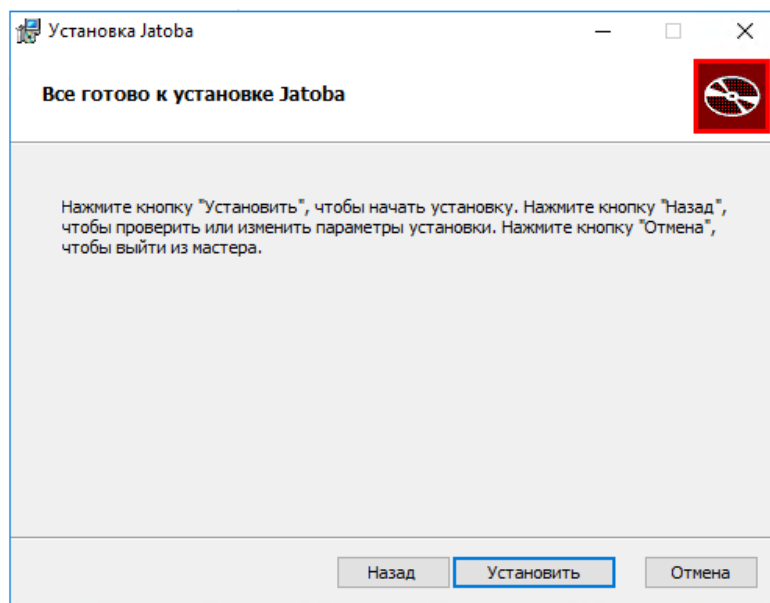 Установка Jatoba
Все готово к установке Jatoba
Нажмите кнопку "Установить", чтобы начать установку. Нажмите кнопку "Назад",
чтобы проверить или изменить параметры установки. Нажмите кнопку "Отмена",
чтобы выйти из мастера.
Назад
Установить
Отмена